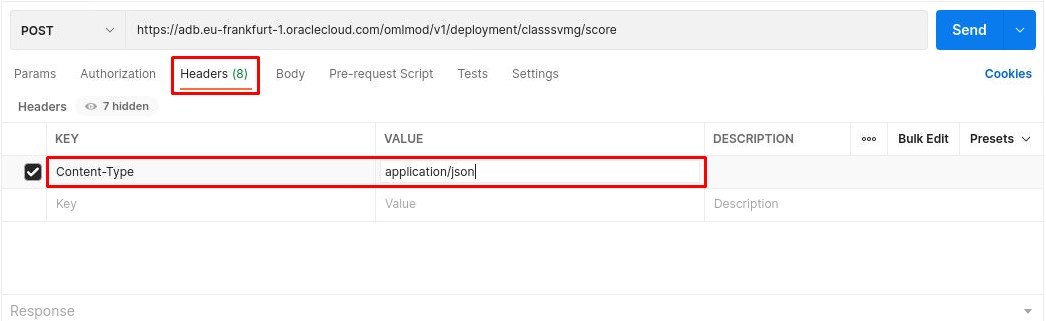 POST https://adb.eu-frankfurt-1.oraclecloud.com/omlmod/v1/deployment/classsvmg/score Send
Params Authorization Headers (8) Body Pre-request Script Tests Settings Cookies
Headers 7 hidden
KEY VALUE DESCRIPTION ooo Bulk Edit Presets
Content-Type application/json
Key Value Description
Response